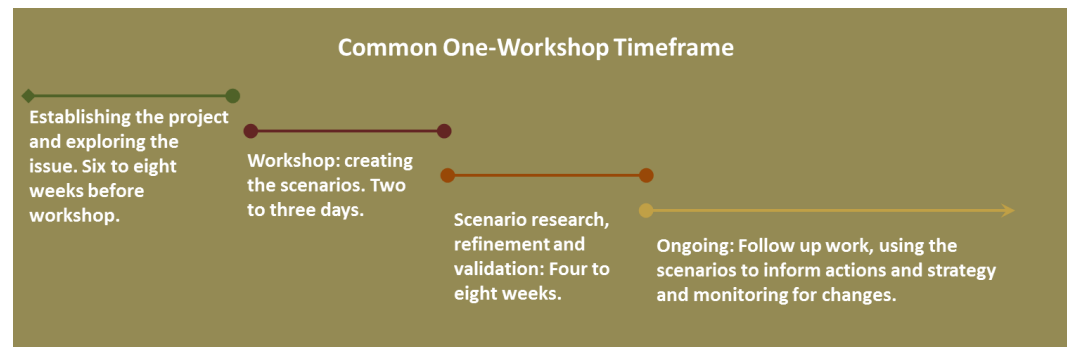 Common One-Workshop Timeframe
Establishing the project
and exploring the
issue. Six to eight
weeks before
workshop.
Workshop: creating
the scenarios. Two
to three days.
Scenario research,
refinement and
validation: Four to
eight weeks.
Ongoing: Follow up work, using the
scenarios to inform actions and strategy
and monitoring for changes.